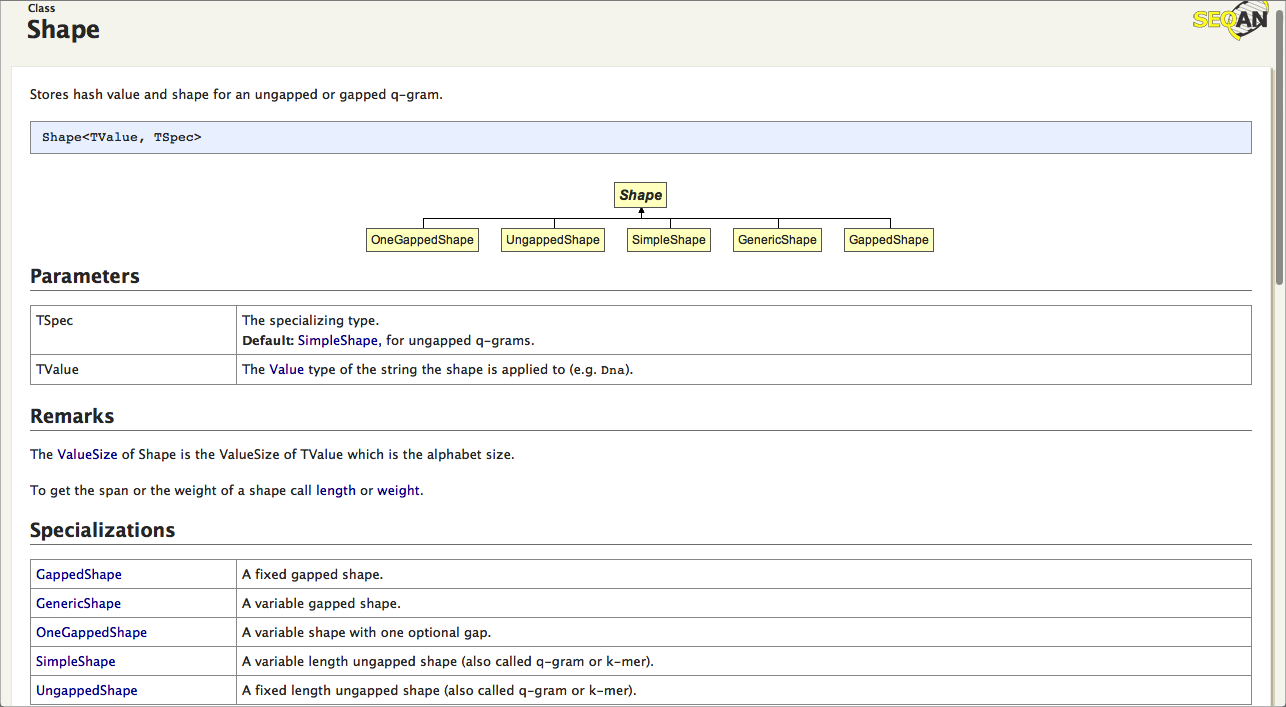 Class
Shape
SEQAN
Stores hash value and shape for an ungapped or gapped q-gram.
Shape<TValue, TSpec>
Shape
OneGappedShape UngappedShape SimpleShape GenericShape GappedShape
Parameters
TSpec The specializing type.
Default: SimpleShape, for ungapped q-grams.
TValue The Value type of the string the shape is applied to (e.g. Dna).
Remarks
The ValueSize of Shape is the ValueSize of TValue which is the alphabet size.
To get the span or the weight of a shape call length or weight.
Specializations
GappedShape A fixed gapped shape.
GenericShape A variable gapped shape.
OneGappedShape A variable shape with one optional gap.
SimpleShape A variable length ungapped shape (also called q-gram or k-mer).
UngappedShape A fixed length ungapped shape (also called q-gram or k-mer).